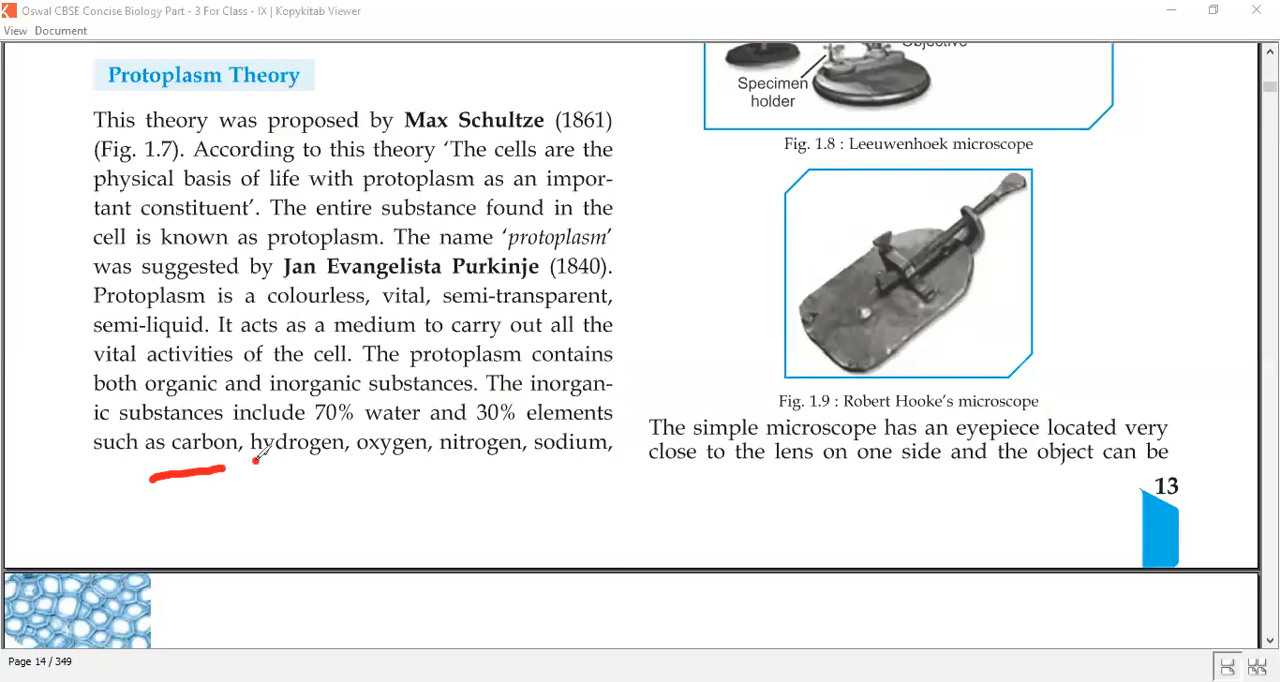 Oswal CBSE Concise Biology Part - 3 For Class - IX | Kopykitab Viewer
View Document
Protoplasm Theory
This theory was proposed by Max Schultze (1861)
(Fig. 1.7). According to this theory ‘The cells are the
physical basis of life with protoplasm as an impor-
tant constituent’. The entire substance found in the
cell is known as protoplasm. The name ‘protoplasm’
was suggested by Jan Evangelista Purkinje (1840).
Protoplasm is a colourless, vital, semi-transparent,
semi-liquid. It acts as a medium to carry out all the
vital activities of the cell. The protoplasm contains
both organic and inorganic substances. The inorgan-
ic substances include 70% water and 30% elements
such as carbon, hydrogen, oxygen, nitrogen, sodium,
Objective
Specimen
holder
Fig. 1.8 : Leeuwenhoek microscope
Fig. 1.9 : Robert Hooke's microscope
The simple microscope has an eyepiece located very
close to the lens on one side and the object can be
13
Page 14 / 349